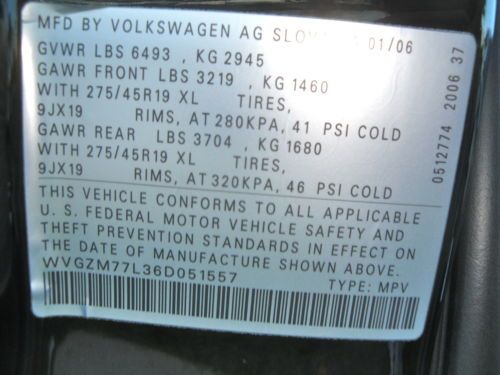 MFD BY VOLKSWAGEN AG 01/06
GVWR LBS 6493 , KG 2945
GAWR FRONT LBS 3219 , KG 1460
WITH 275/45R19 XL TIRES,
9JX19 RIMS, AT 280KPA, 41 PSI COLD
GAWR REAR LBS 3704 , KG 1680
WITH 275/45R19 XL TIRES,
9JX19 RIMS, AT 320KPA, 46 PSI COLD
THIS VEHICLE CONFORMS TO ALL APPLICABLE
U. S. FEDERAL MOTOR VEHICLE SAFETY AND
THEFT PREVENTION STANDARDS IN EFFECT ON
THE DATE OF MANUFACTURE SHOWN ABOVE.
WVGZM77L36D051557 TYPE: MPV
0512774 2006 37